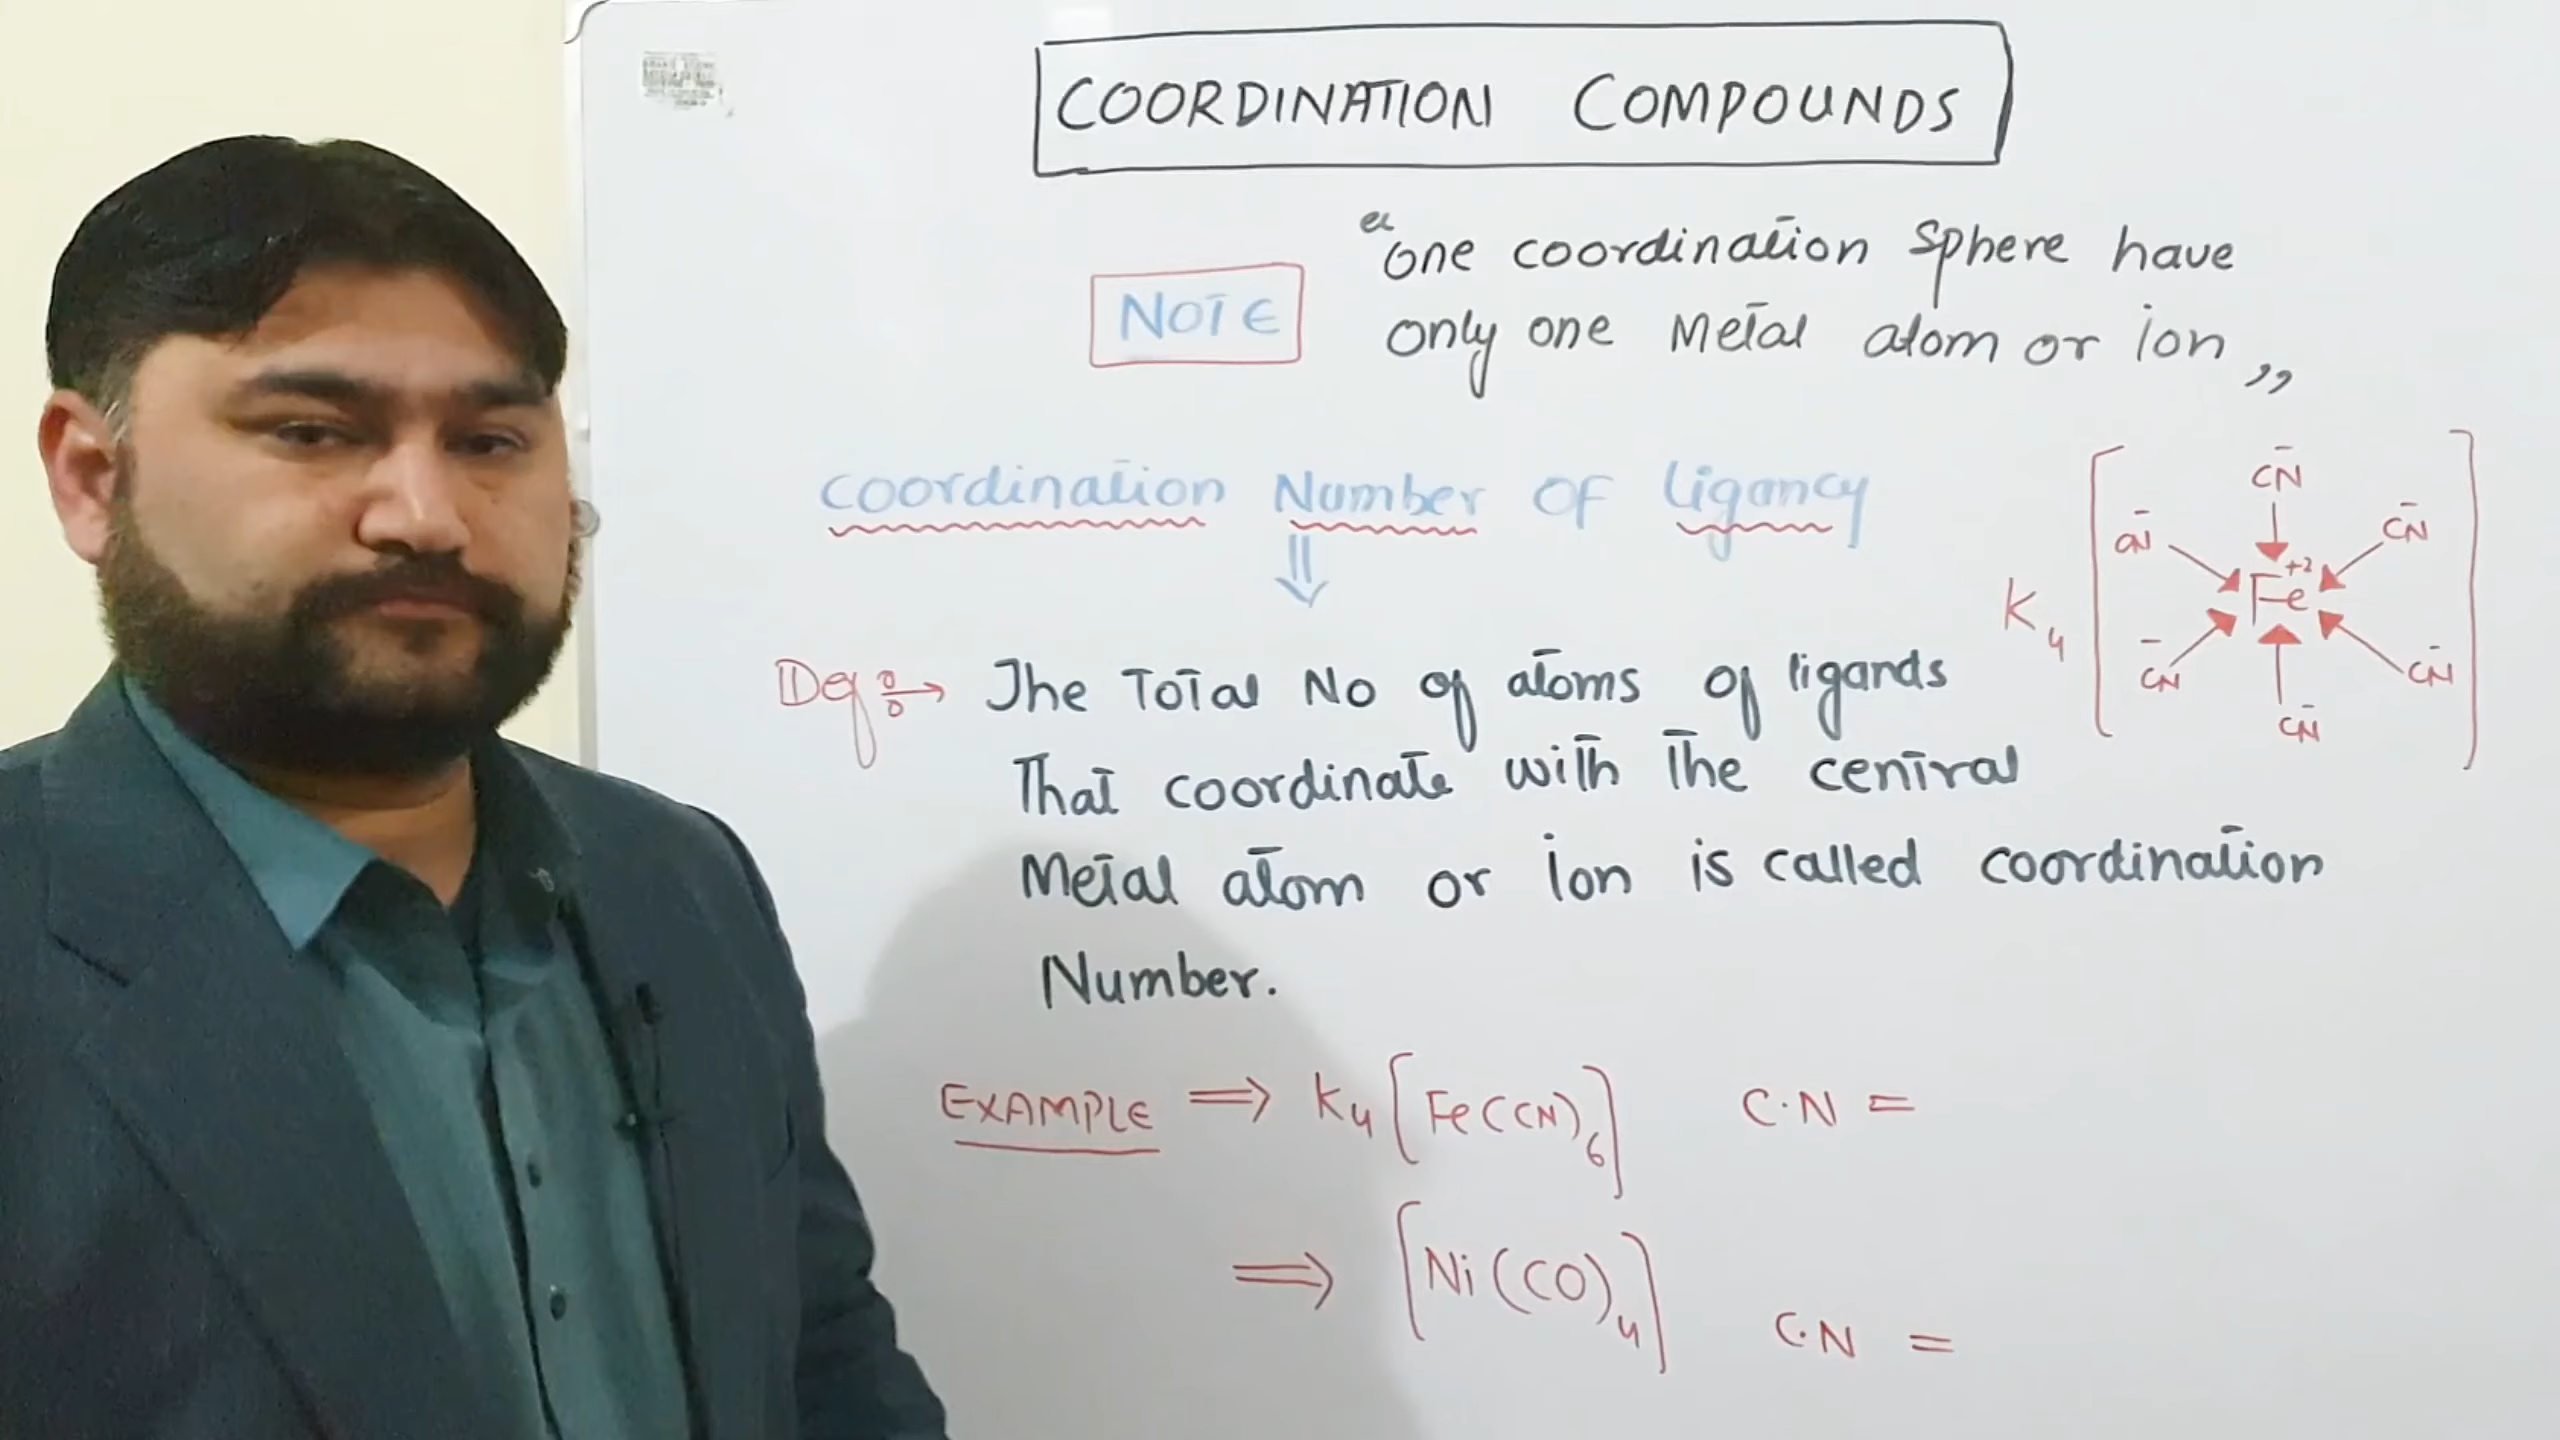 COORDINATION COMPOUNDS
NOTE
"one coordination sphere have
only one Metal atom or ion„
coordination Number OF ligancy
Def :→ The Total No of atoms of ligands
That coordinate with the central
Metal atom or ion is called coordination
Number.
CN⁻
CN⁻ CN⁻
K₄ [Fe⁺²]
CN⁻ CN⁻
CN⁻
EXAMPLE ⇒ K₄[Fe(CN)₆] C·N =
⇒ [Ni(CO)₄] C·N =